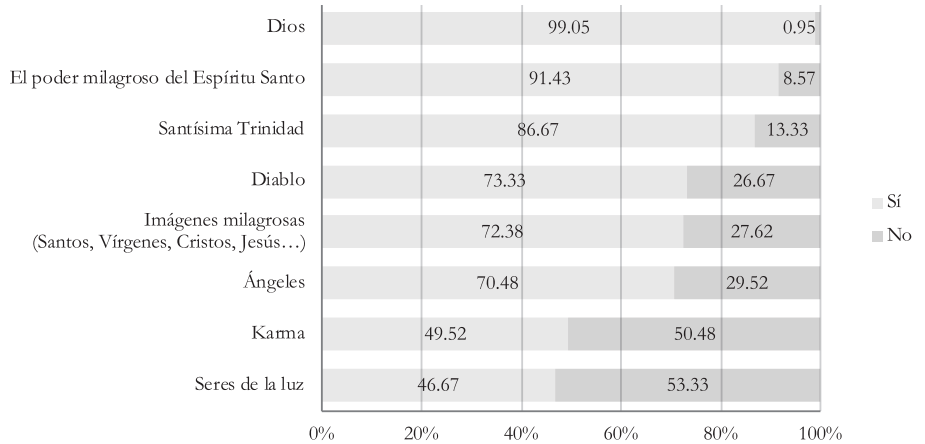 Dios 99.05 0.95
El poder milagroso del Espíritu Santo 91.43 8.57
Santísima Trinidad 86.67 13.33
Diablo 73.33 26.67
Imágenes milagrosas
(Santos, Vírgenes, Cristos, Jesús…) 72.38 27.62
Ángeles 70.48 29.52
Karma 49.52 50.48
Seres de la luz 46.67 53.33
0% 20% 40% 60% 80% 100%
Sí
No